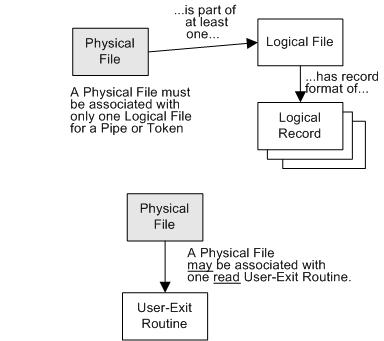 ...is part of
at least
one...
Physical
File
Logical File
...has record
format of...
A Physical File must
be associated with
only one Logical File
for a Pipe or Token
Logical
Record
Physical
File
A Physical File
may be associated with
one read User-Exit Routine.
User-Exit
Routine